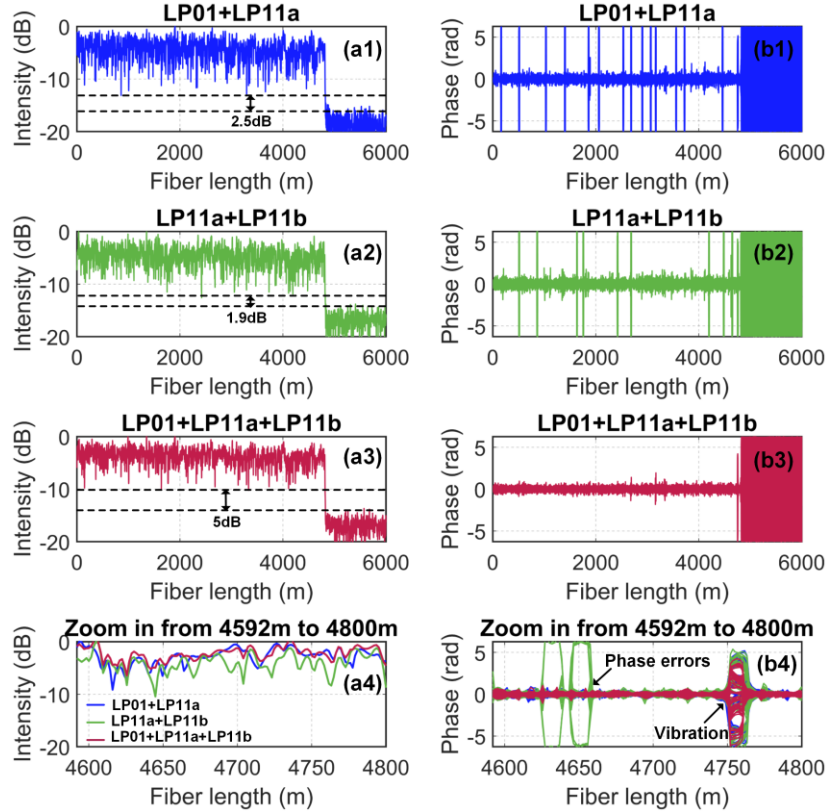 LP01+LP11a
Intensity (dB)
0
-10
-20
(a1)
2.5dB
0 2000 4000 6000
Fiber length (m)
LP01+LP11a
Phase (rad)
5
0
-5
(b1)
0 2000 4000 6000
Fiber length (m)
LP11a+LP11b
Intensity (dB)
0
-10
-20
(a2)
1.9dB
0 2000 4000 6000
Fiber length (m)
LP11a+LP11b
Phase (rad)
5
0
-5
(b2)
0 2000 4000 6000
Fiber length (m)
LP01+LP11a+LP11b
Intensity (dB)
0
-10
-20
(a3)
5dB
0 2000 4000 6000
Fiber length (m)
LP01+LP11a+LP11b
Phase (rad)
5
0
-5
(b3)
0 2000 4000 6000
Fiber length (m)
Zoom in from 4592m to 4800m
Intensity (dB)
0
-10
-20
(a4)
LP01+LP11a
LP11a+LP11b
LP01+LP11a+LP11b
4600 4650 4700 4750 4800
Fiber length (m)
Zoom in from 4592m to 4800m
Phase (rad)
5
0
-5
(b4)
Phase errors
Vibration
4600 4650 4700 4750 4800
Fiber length (m)